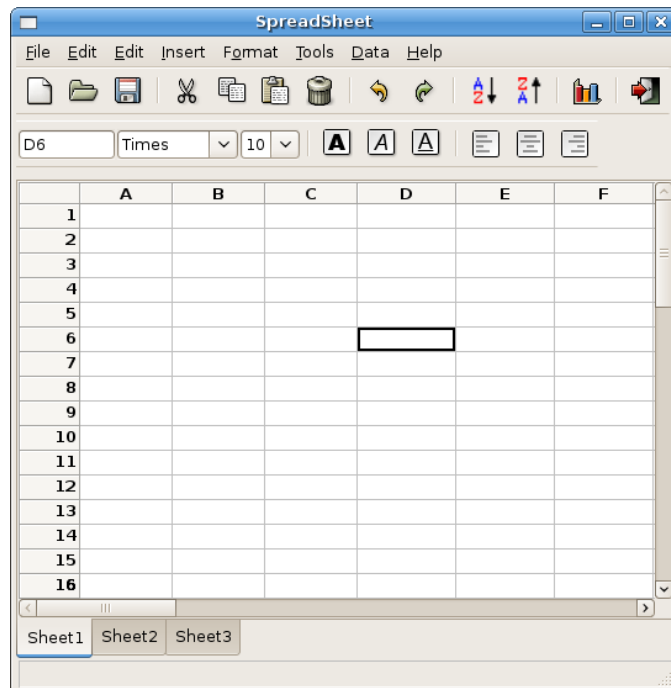 SpreadSheet
File Edit Edit Insert Format Tools Data Help
A Z Z A
D6 Times 10 A A A
A B C D E F
1
2
3
4
5
6
7
8
9
10
11
12
13
14
15
16
Sheet1 Sheet2 Sheet3